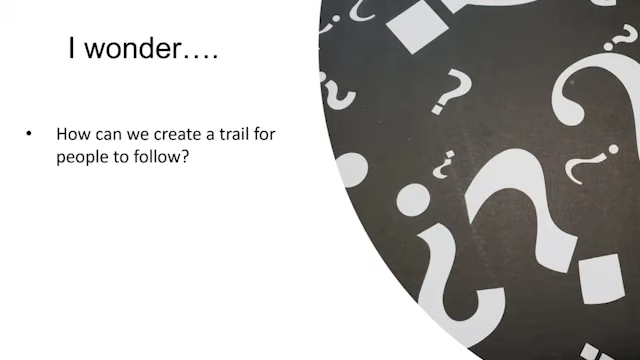 I wonder….
• How can we create a trail for
people to follow?